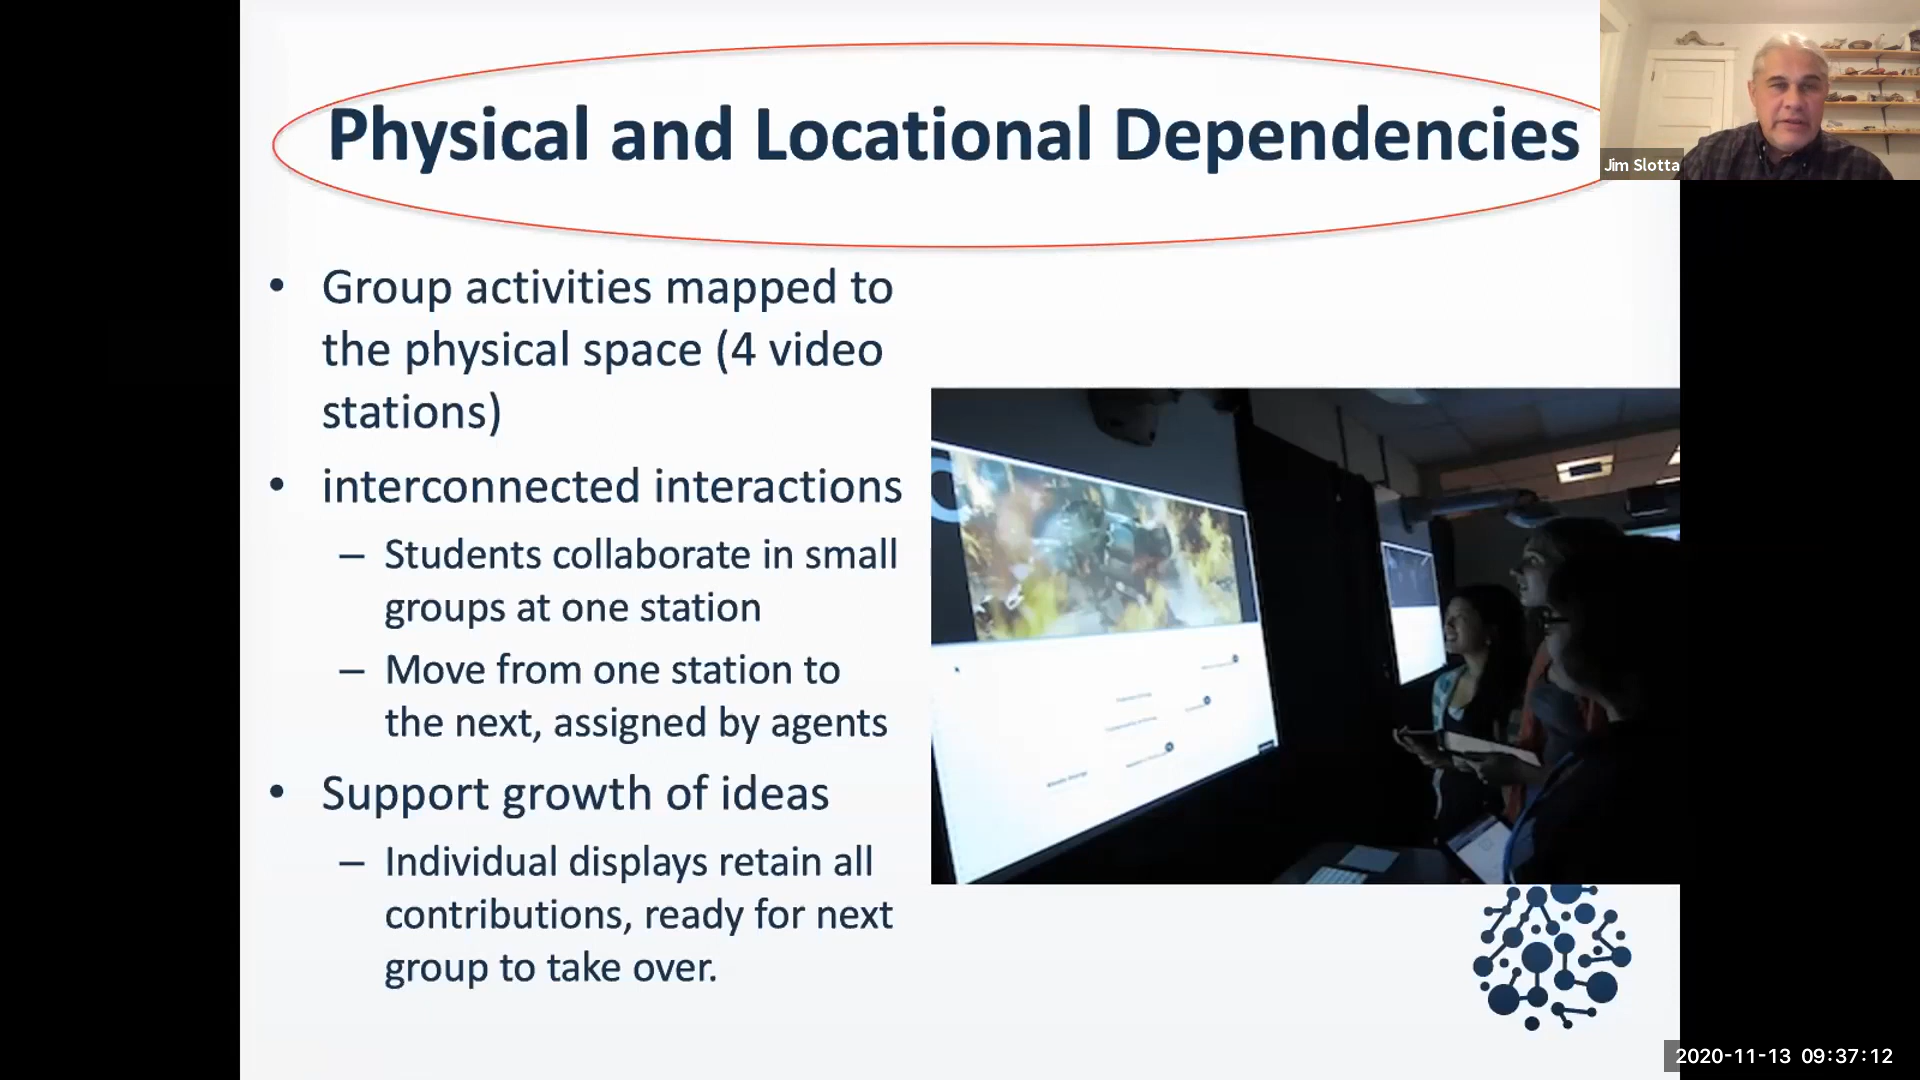 Physical and Locational Dependencies
Jim Slotta
• Group activities mapped to
the physical space (4 video
stations)
• interconnected interactions
– Students collaborate in small
groups at one station
– Move from one station to
the next, assigned by agents
• Support growth of ideas
– Individual displays retain all
contributions, ready for next
group to take over.
2020-11-13 09:37:12